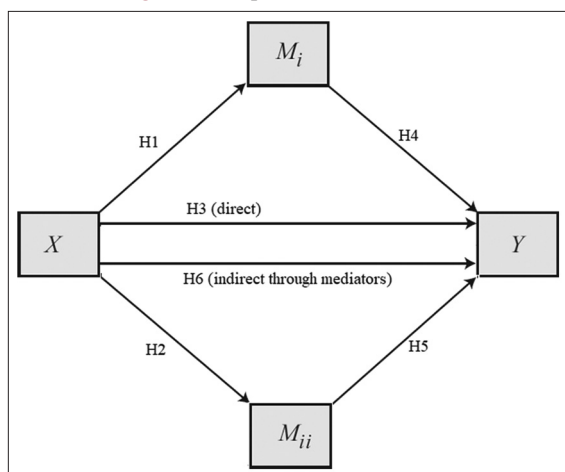 M_i
H1
H4
H3 (direct)
X
Y
H6 (indirect through mediators)
H2
H5
M_ii